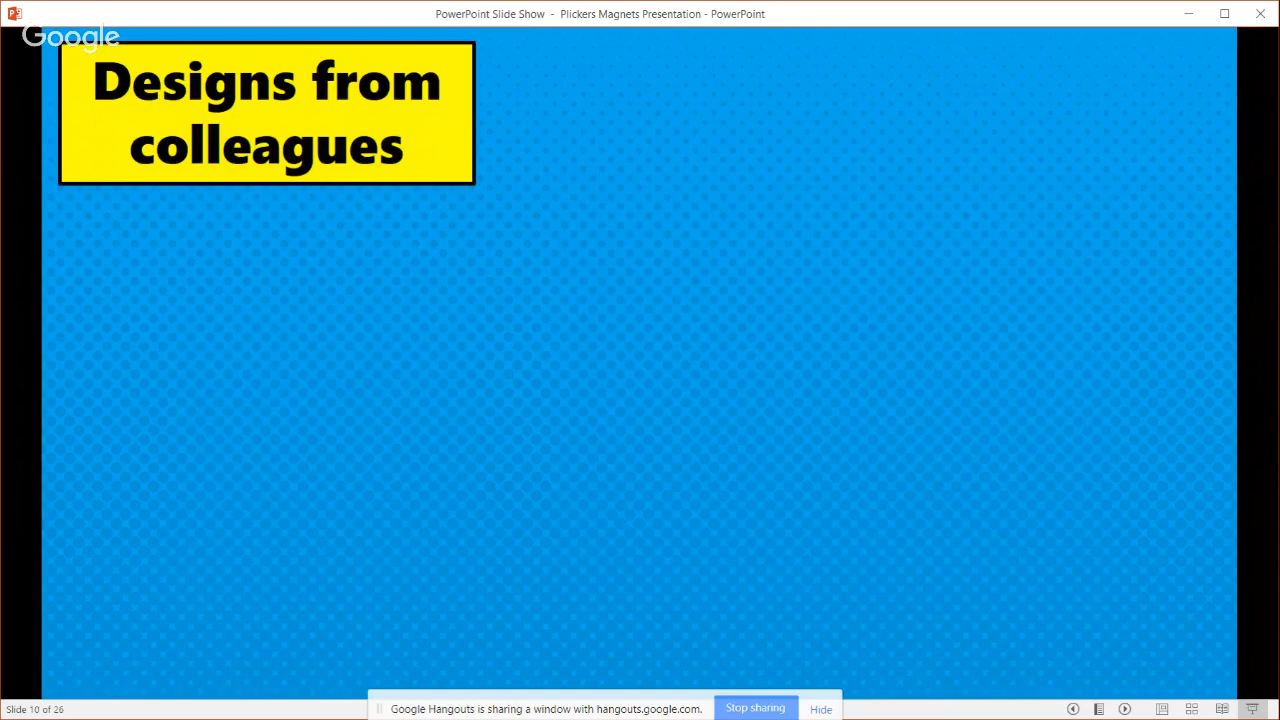 PowerPoint Slide Show - Plickers Magnets Presentation - PowerPoint
Google
Designs from
colleagues
Slide 10 of 26
Google Hangouts is sharing a window with hangouts.google.com.
Stop sharing
Hide